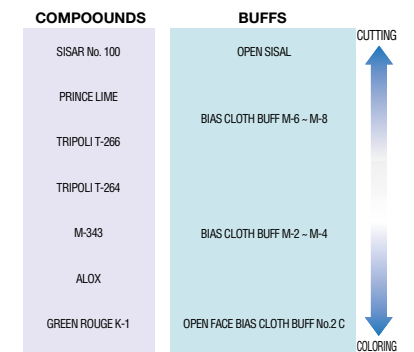 COMPOOUNDS BUFFS
CUTTING
SISAR No. 100 OPEN SISAL
PRINCE LIME
BIAS CLOTH BUFF M-6 ~ M-8
TRIPOLI T-266
TRIPOLI T-264
M-343 BIAS CLOTH BUFF M-2 ~ M-4
ALOX
GREEN ROUGE K-1 OPEN FACE BIAS CLOTH BUFF No.2 C
COLORING